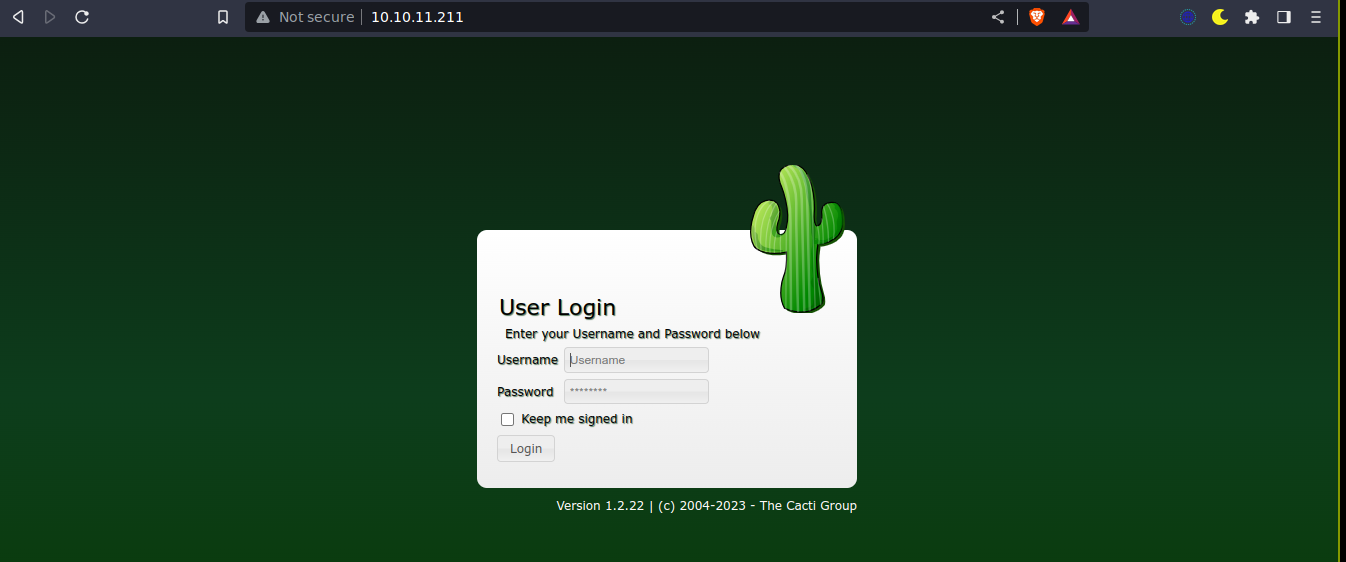 Not secure | 10.10.11.211
User Login
Enter your Username and Password below
Username Username
Password ********
Keep me signed in
Login
Version 1.2.22 | (c) 2004-2023 - The Cacti Group